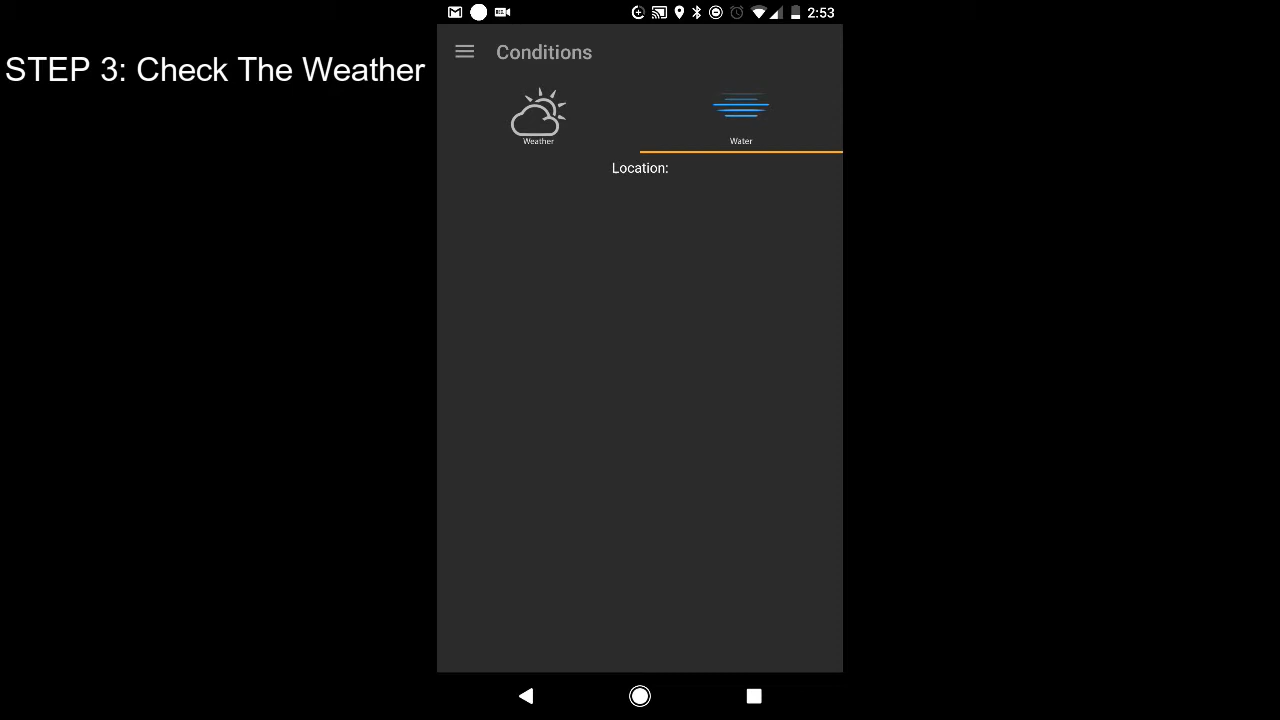 2:53
STEP 3: Check The Weather
Conditions
Weather
Water
Location: